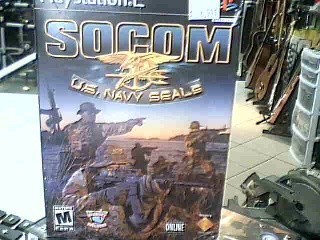 PlayStation 2
SOCOM
U.S. NAVY SEALS
M
ONLINE